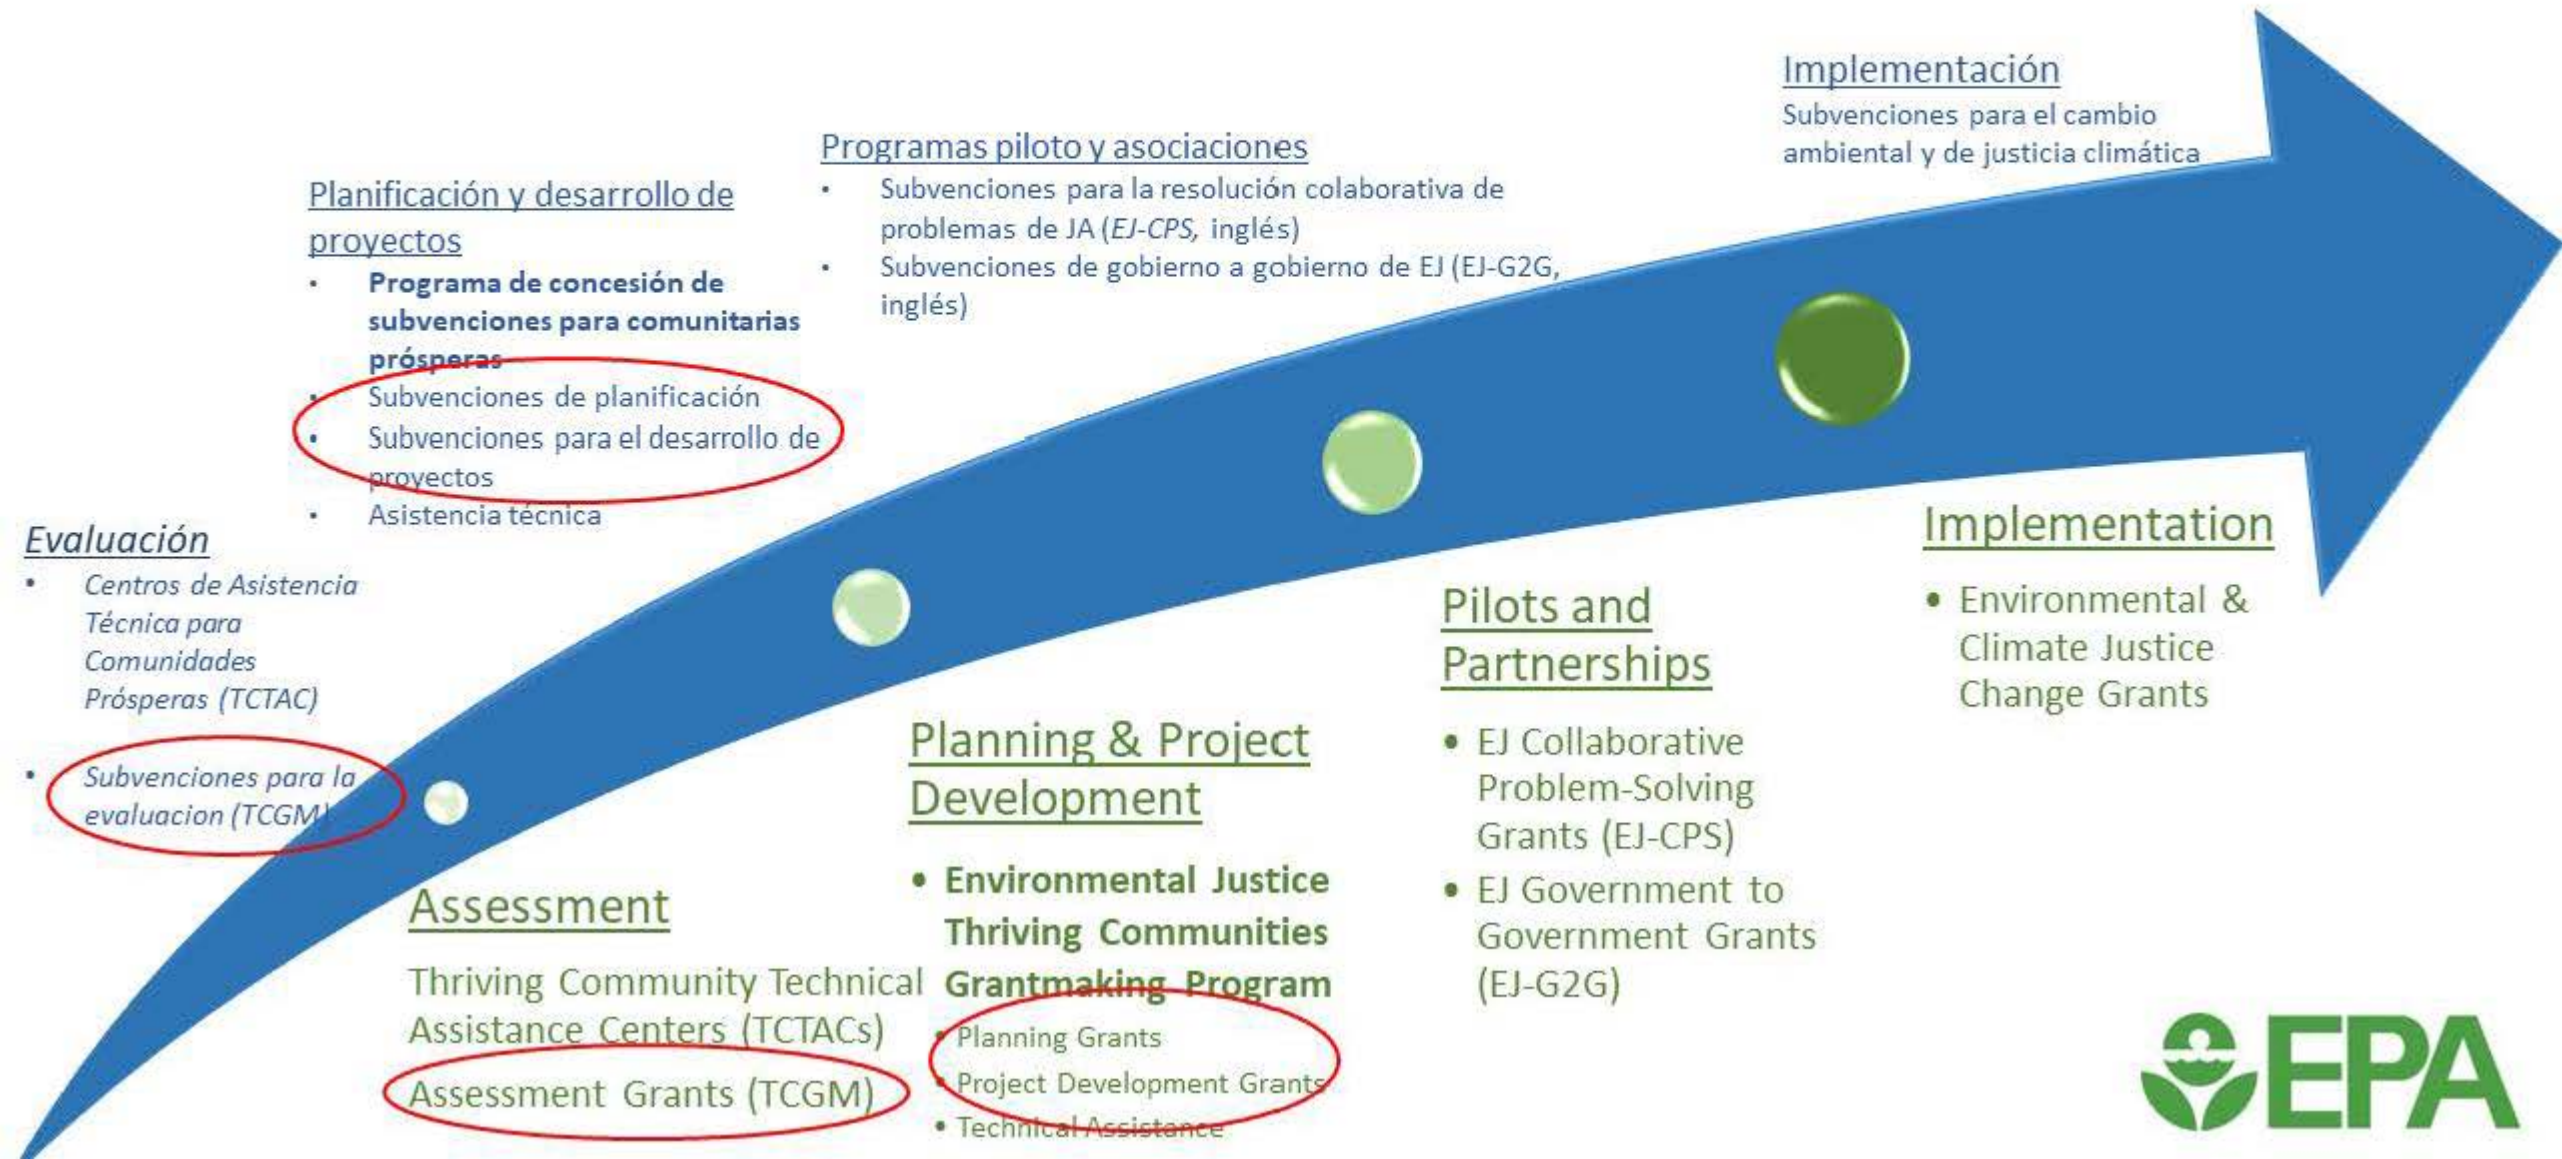 Implementación
Subvenciones para el cambio
ambiental y de justicia climática
Programas piloto y asociaciones
• Subvenciones para la resolución colaborativa de
problemas de JA (EJ-CPS, inglés)
• Subvenciones de gobierno a gobierno de EJ (EJ-G2G,
inglés)
Planificación y desarrollo de
proyectos
• Programa de concesión de
subvenciones para comunitarias
prósperas
• Subvenciones de planificación
• Subvenciones para el desarrollo de
proyectos
• Asistencia técnica
Evaluación
• Centros de Asistencia
Técnica para
Comunidades
Prósperas (TCTAC)
• Subvenciones para la
evaluacion (TCGM)
Assessment
Thriving Community Technical
Assistance Centers (TCTACs)
Assessment Grants (TCGM)
Planning & Project
Development
• Environmental Justice
Thriving Communities
Grantmaking Program
• Planning Grants
• Project Development Grants
• Technical Assistance
Pilots and
Partnerships
• EJ Collaborative
Problem-Solving
Grants (EJ-CPS)
• EJ Government to
Government Grants
(EJ-G2G)
Implementation
• Environmental &
Climate Justice
Change Grants
EPA